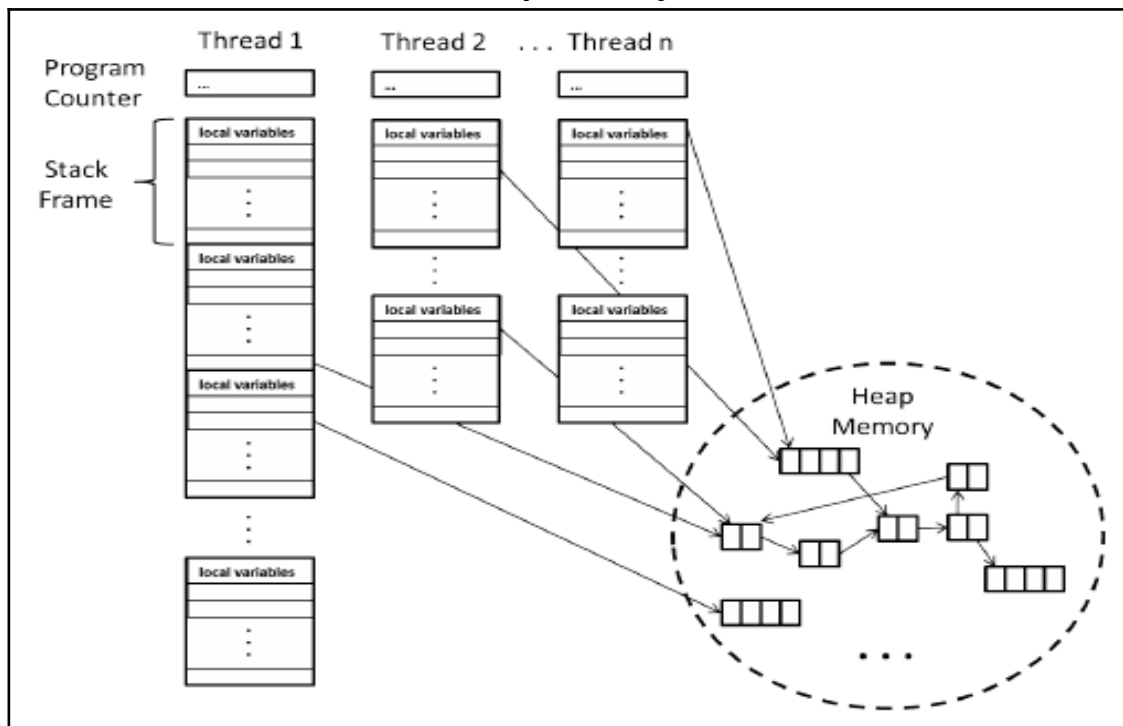 Thread 1
Thread 2
. . .
Thread n
Program
Counter
...
...
...
Stack
Frame
local variables
local variables
local variables
local variables
local variables
local variables
local variables
local variables
Heap
Memory
. . .